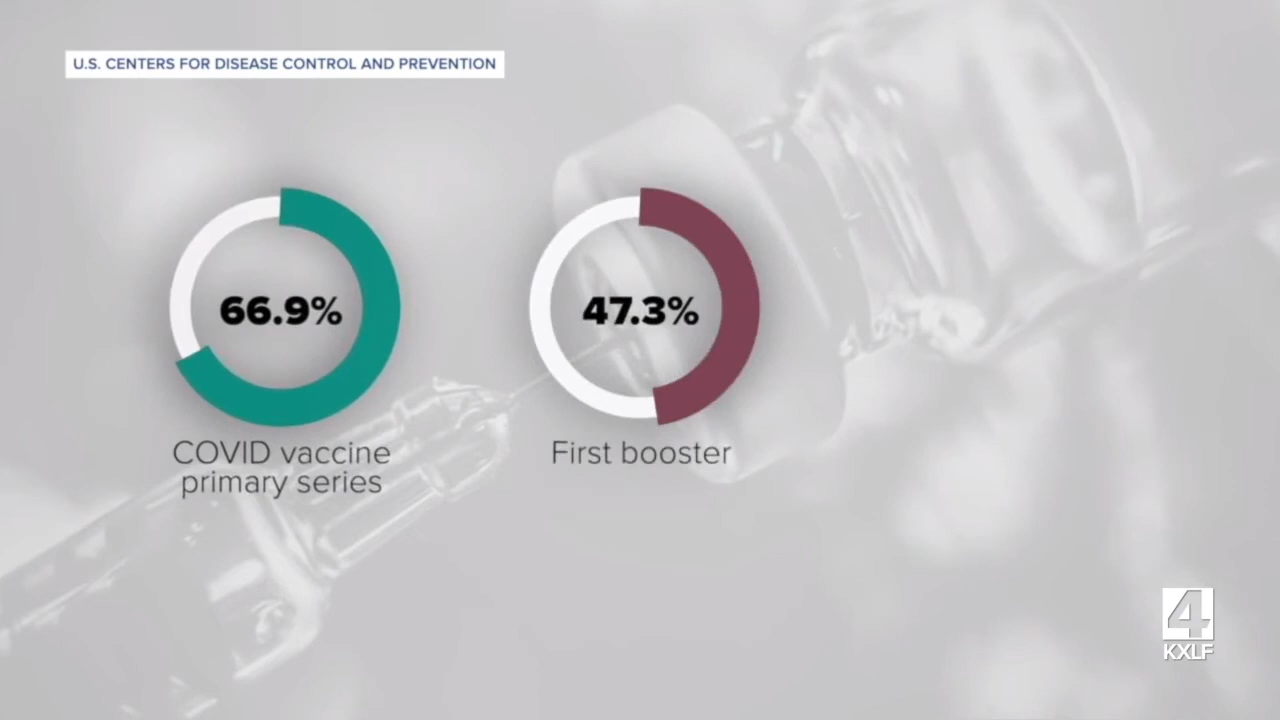 U.S. CENTERS FOR DISEASE CONTROL AND PREVENTION
66.9%
47.3%
COVID vaccine
primary series
First booster
4
KXLF